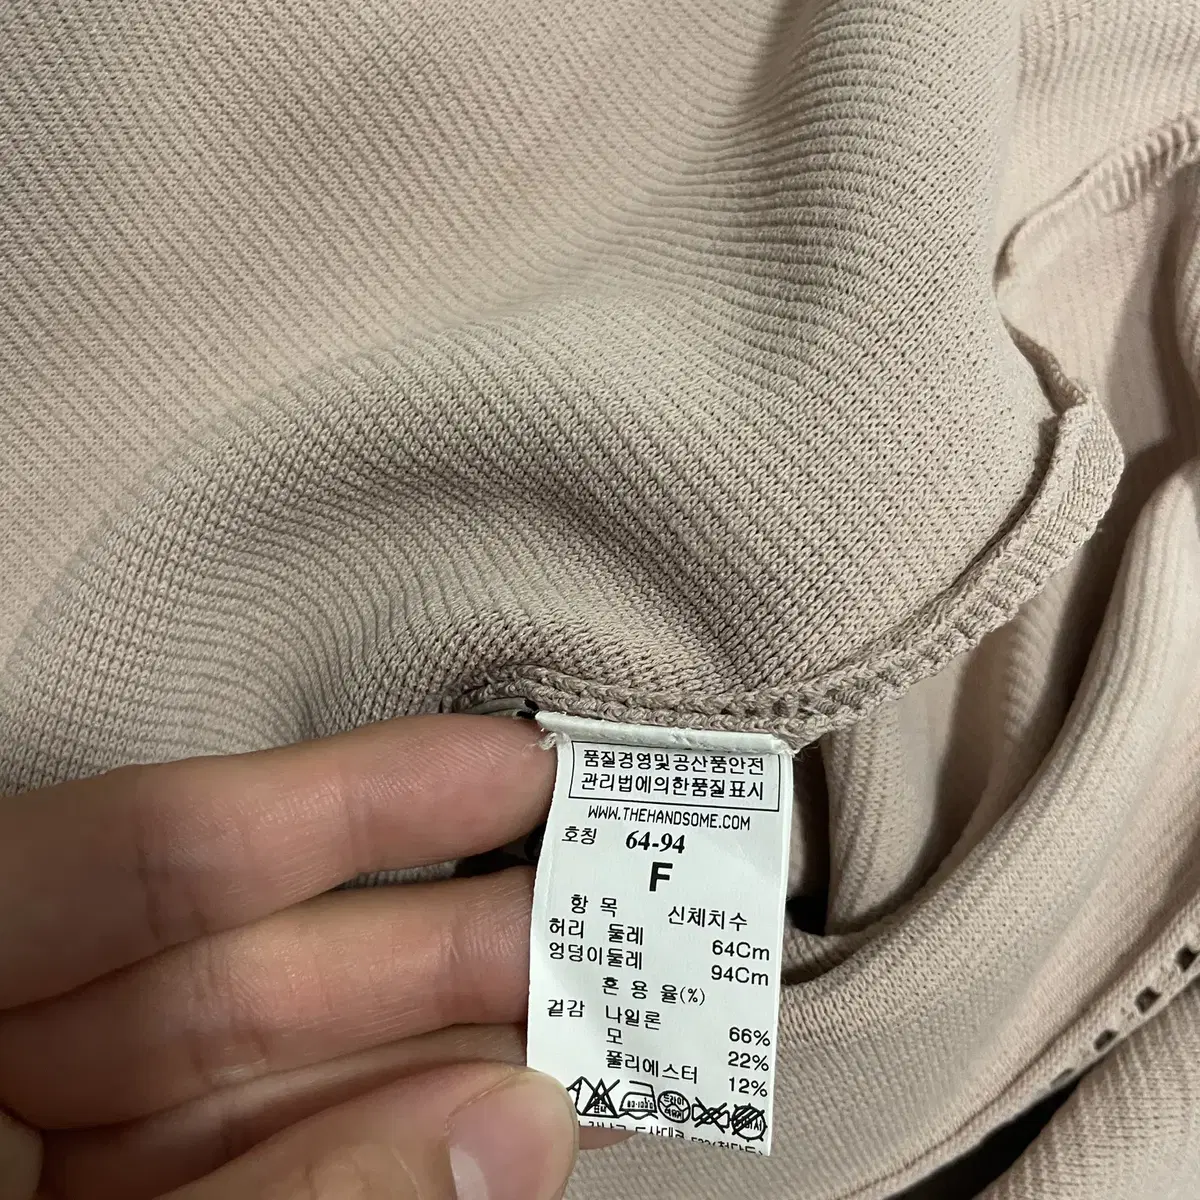 품질경영및공산품안전
관리법에의한품질표시
WWW.THEHANDSOME.COM
호칭 64-94
F
항 목 신체치수
허리 둘레 64Cm
엉덩이둘레 94Cm
혼 용 율(%)
겉감 나일론 66%
모 22%
폴리에스터 12%
드라이